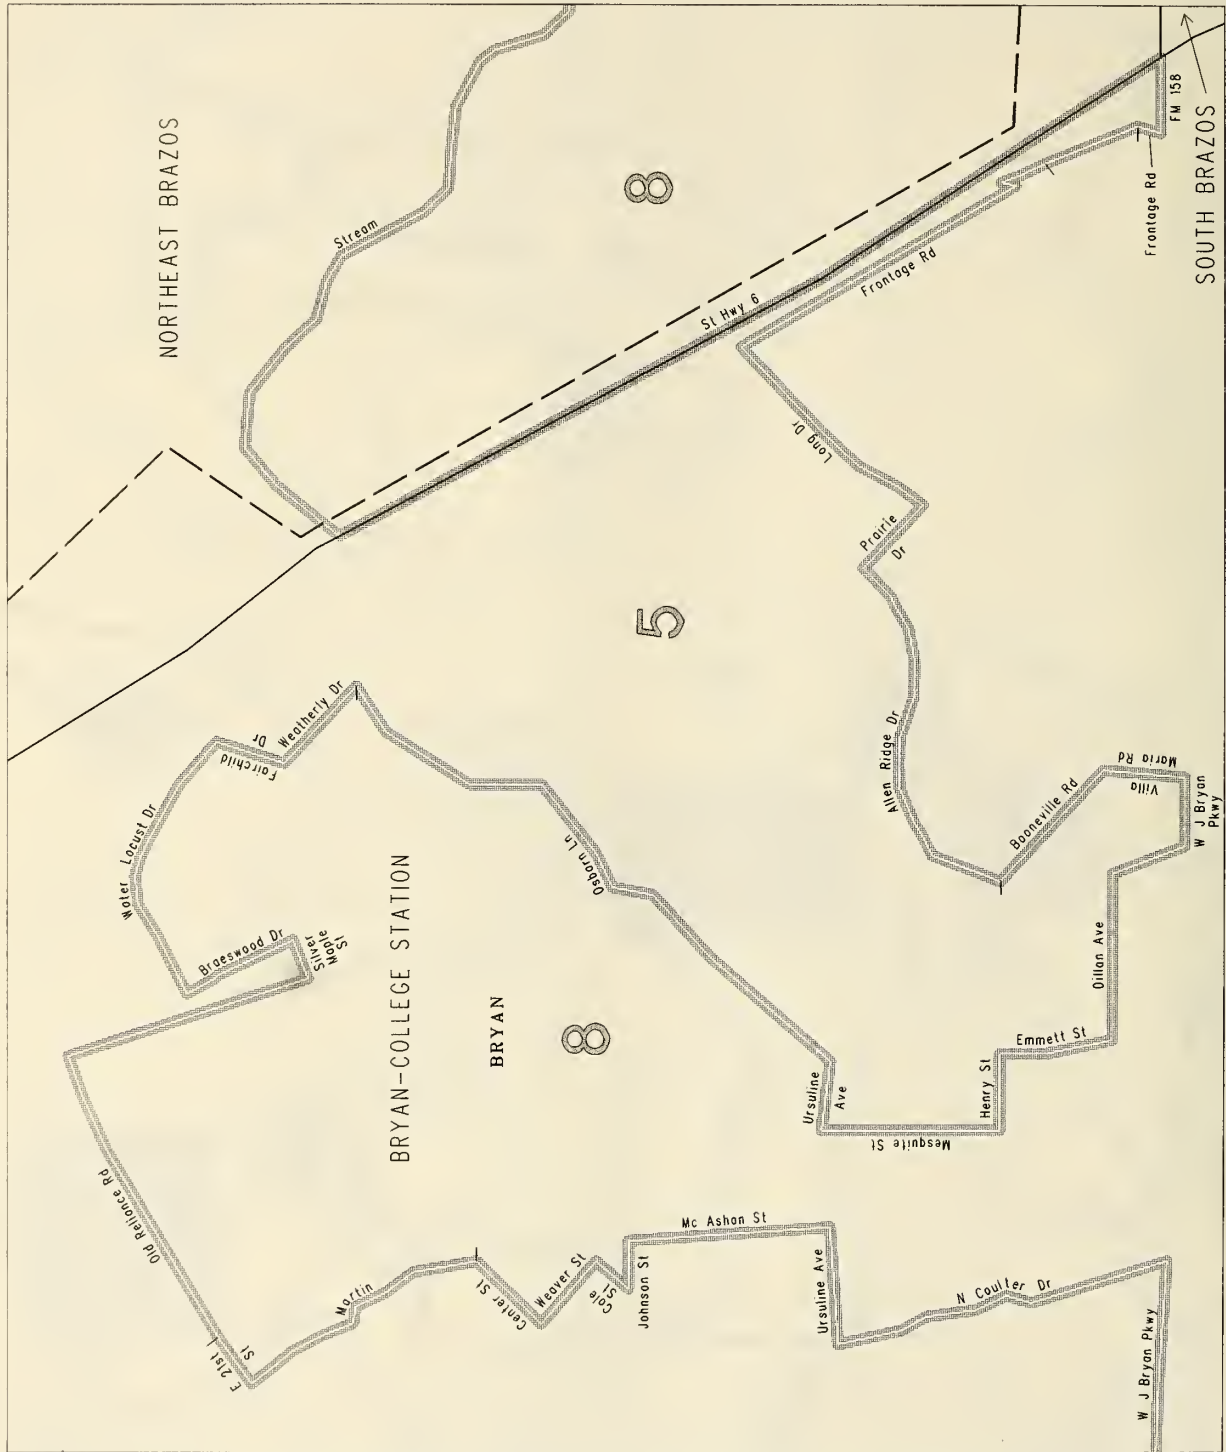 NORTHEAST BRAZOS
Stream
8
St Hwy 6
Frontage Rd
Frontage Rd
FM 158
SOUTH BRAZOS
Long Dr
Prairie
Dr
5
Allen Ridge Dr
Booneville Rd
Villa
Maria Rd
W J Bryan
Pkwy
Weatherly Dr
Fairchild
Dr
Water Locust Dr
Braeswood Dr
Silver
Maple
St
Osborn Ln
BRYAN-COLLEGE STATION
BRYAN
8
Dillan Ave
Emmett St
Henry St
Ursuline
Ave
Mesquite St
Old Reliance Rd
E 21st
St
Martin
Center St
Weaver St
Cole
St
Johnson St
Mc Ashan St
Ursuline Ave
N Coulter Dr
W J Bryan Pkwy